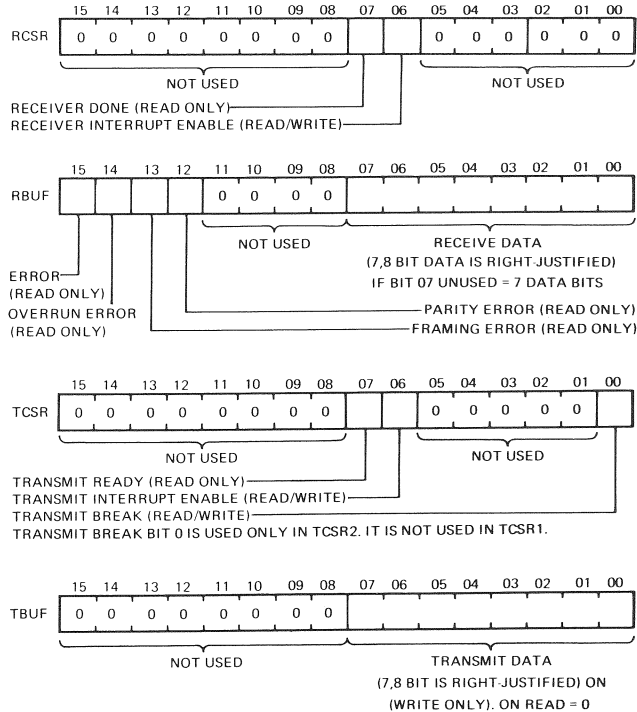 15 14 13 12 11 10 09 08 07 06 05 04 03 02 01 00
RCSR 0 0 0 0 0 0 0 0 0 0 0 0 0 0
NOT USED NOT USED
RECEIVER DONE (READ ONLY)
RECEIVER INTERRUPT ENABLE (READ/WRITE)
15 14 13 12 11 10 09 08 07 06 05 04 03 02 01 00
RBUF 0 0 0 0
NOT USED RECEIVE DATA
(7,8 BIT DATA IS RIGHT-JUSTIFIED)
IF BIT 07 UNUSED = 7 DATA BITS
ERROR
(READ ONLY)
OVERRUN ERROR
(READ ONLY)
PARITY ERROR (READ ONLY)
FRAMING ERROR (READ ONLY)
15 14 13 12 11 10 09 08 07 06 05 04 03 02 01 00
TCSR 0 0 0 0 0 0 0 0 0 0 0 0 0
NOT USED NOT USED
TRANSMIT READY (READ ONLY)
TRANSMIT INTERRUPT ENABLE (READ/WRITE)
TRANSMIT BREAK (READ/WRITE)
TRANSMIT BREAK BIT 0 IS USED ONLY IN TCSR2. IT IS NOT USED IN TCSR1.
15 14 13 12 11 10 09 08 07 06 05 04 03 02 01 00
TBUF 0 0 0 0 0 0 0 0
NOT USED TRANSMIT DATA
(7,8 BIT IS RIGHT-JUSTIFIED) ON
(WRITE ONLY). ON READ = 0